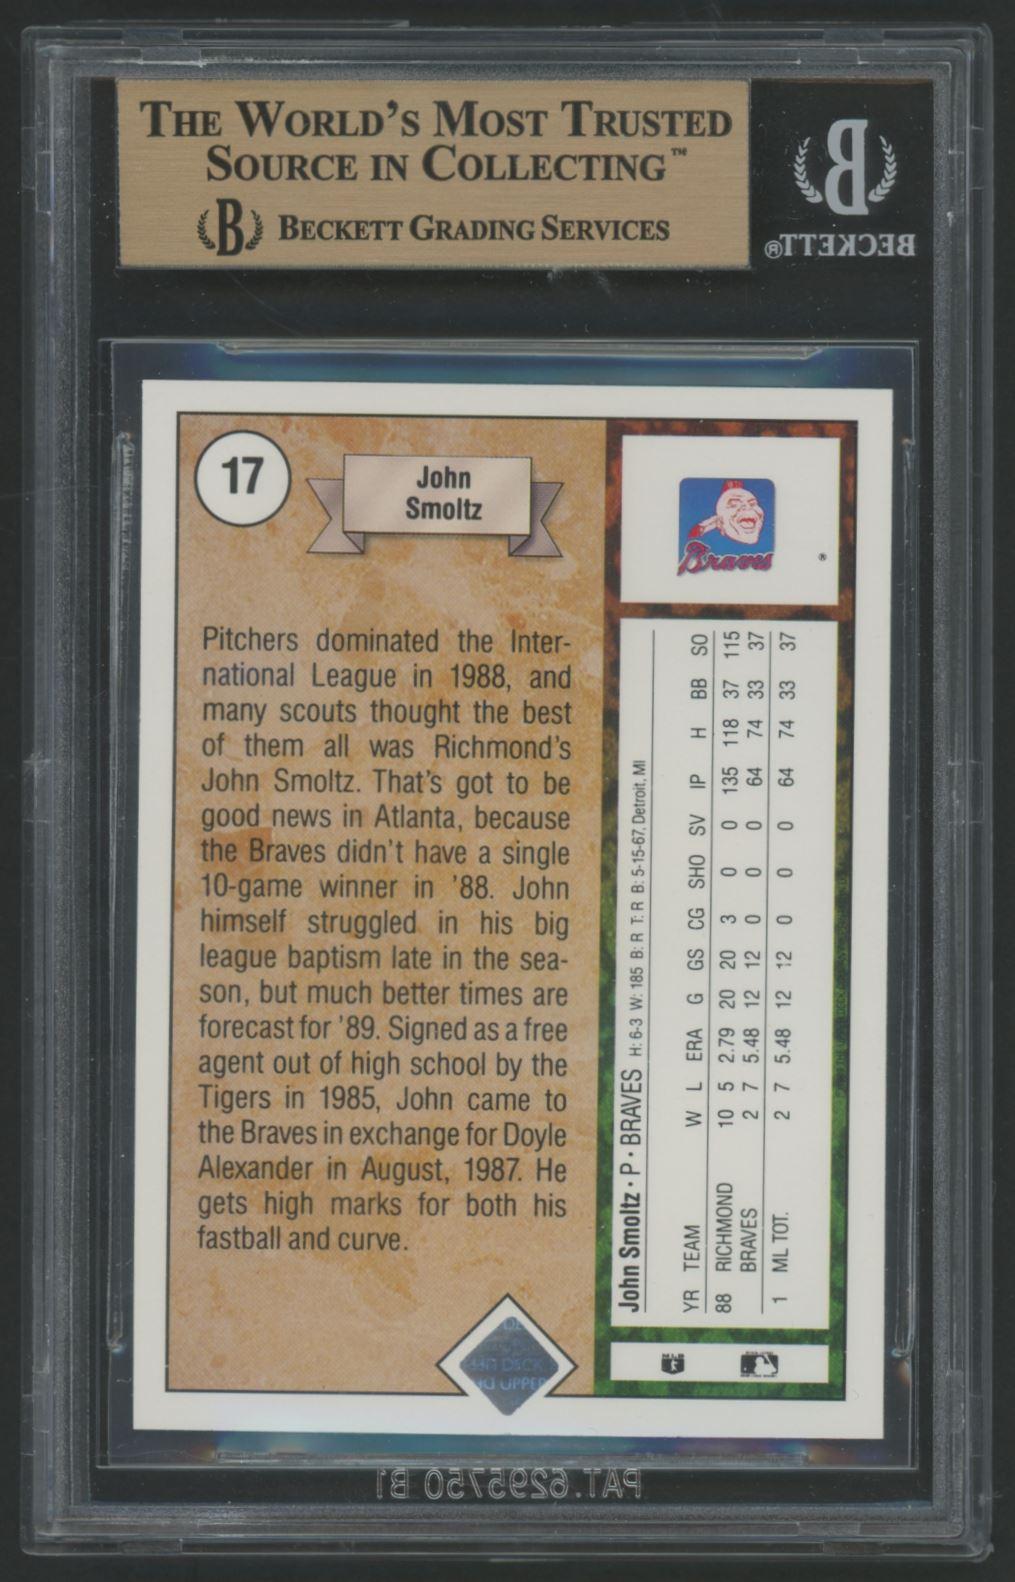 THE WORLD'S MOST TRUSTED
SOURCE IN COLLECTING™
B BECKETT GRADING SERVICES
B
BECKETT®
17
John
Smoltz
Braves
®
Pitchers dominated the Inter-
national League in 1988, and
many scouts thought the best
of them all was Richmond's
John Smoltz. That's got to be
good news in Atlanta, because
the Braves didn't have a single
10-game winner in '88. John
himself struggled in his big
league baptism late in the sea-
son, but much better times are
forecast for '89. Signed as a free
agent out of high school by the
Tigers in 1985, John came to
the Braves in exchange for Doyle
Alexander in August, 1987. He
gets high marks for both his
fastball and curve.
John Smoltz · P · BRAVES H: 6-3 W: 185 B: R T: R B: 5-15-67, Detroit, MI
YR TEAM W L ERA G GS CG SHO SV IP H BB SO
88 RICHMOND 10 5 2.79 20 20 3 0 0 135 118 37 115
BRAVES 2 7 5.48 12 12 0 0 0 64 74 33 37
1 ML TOT. 2 7 5.48 12 12 0 0 0 64 74 33 37
DECK
UPPER
PAT.6295750 B1